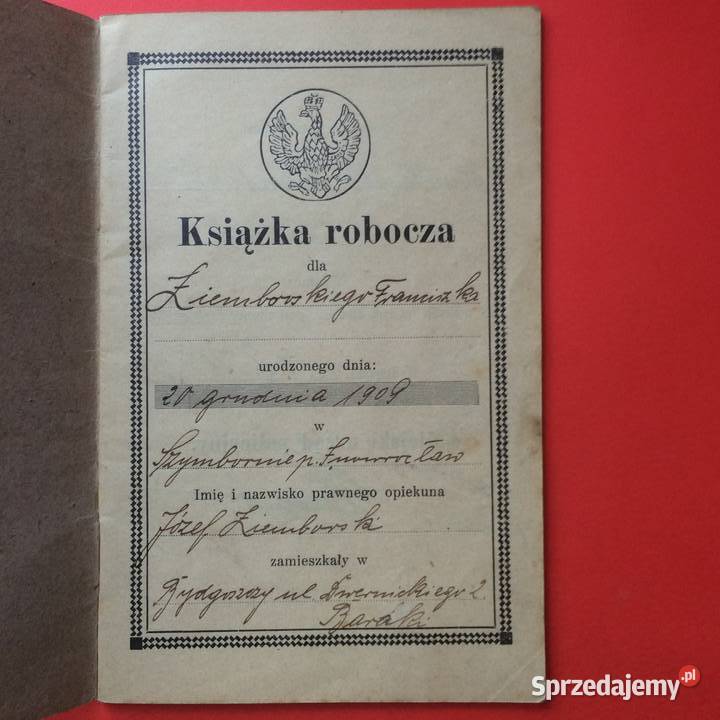 Książka robocza
dla
Ziemborskiego Franciszka
urodzonego dnia:
20 grudnia 1909
w
Szymbornie p. Inowrocław
Imię i nazwisko prawnego opiekuna
Józef Ziemborski
zamieszkały w
Bydgoszczy ul Dwernickiego 2.
Baraki
Sprzedajemy.pl